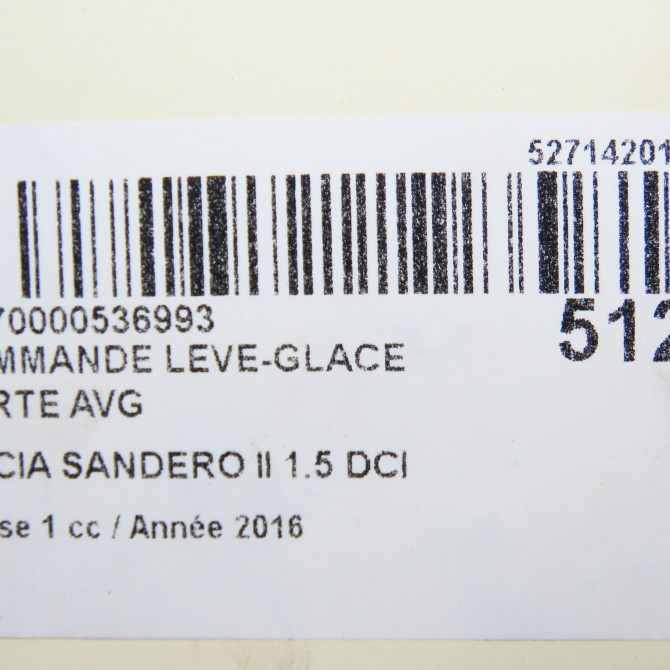 52714201
70000536993
512
MMANDE LEVE-GLACE
RTE AVG
CIA SANDERO II 1.5 DCI
se 1 cc / Année 2016